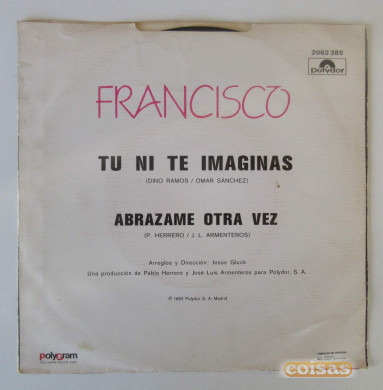 2062 385
Polydor
FRANCISCO
TU NI TE IMAGINAS
(DINO RAMOS / OMAR SANCHEZ)
ABRAZAME OTRA VEZ
(P. HERRERO / J. L. ARMENTEROS)
Arreglos y Dirección: Jesús Gluck
Una producción de Pablo Herrero y José Luis Armenteros para Polydor, S. A.
Polydor S. A. Madrid
polygram
coisas